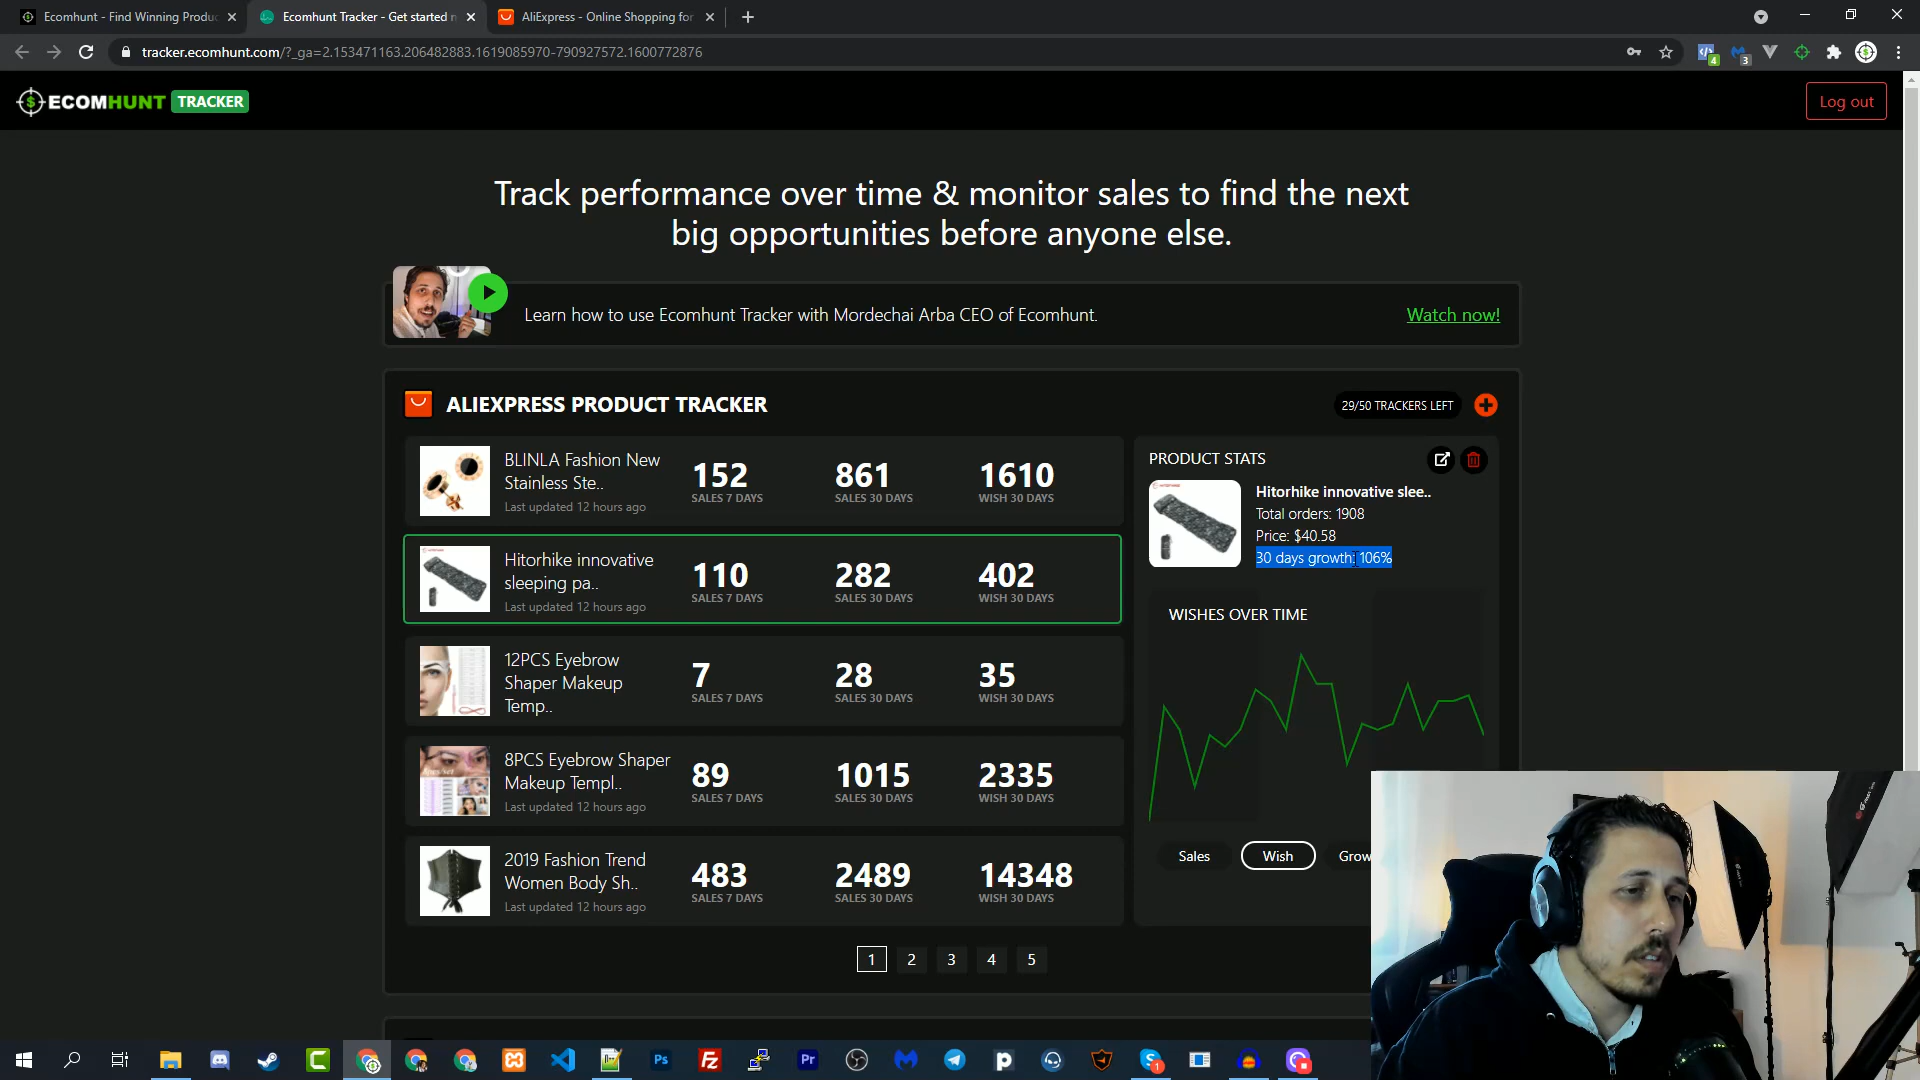 Ecomhunt - Find Winning Produc
Ecomhunt Tracker - Get started n
AliExpress - Online Shopping for
tracker.ecomhunt.com/?_ga=2.153471163.206482883.1619085970-790927572.1600772876
4
3
ECOMHUNT TRACKER
Log out
Track performance over time & monitor sales to find the next
big opportunities before anyone else.
Learn how to use Ecomhunt Tracker with Mordechai Arba CEO of Ecomhunt.
Watch now!
ALIEXPRESS PRODUCT TRACKER
29/50 TRACKERS LEFT
BLINLA Fashion New
Stainless Ste..
Last updated 12 hours ago
152
SALES 7 DAYS
861
SALES 30 DAYS
1610
WISH 30 DAYS
Hitorhike innovative
sleeping pa..
Last updated 12 hours ago
110
SALES 7 DAYS
282
SALES 30 DAYS
402
WISH 30 DAYS
12PCS Eyebrow
Shaper Makeup
Temp..
7
SALES 7 DAYS
28
SALES 30 DAYS
35
WISH 30 DAYS
8PCS Eyebrow Shaper
Makeup Templ..
Last updated 12 hours ago
89
SALES 7 DAYS
1015
SALES 30 DAYS
2335
WISH 30 DAYS
2019 Fashion Trend
Women Body Sh..
Last updated 12 hours ago
483
SALES 7 DAYS
2489
SALES 30 DAYS
14348
WISH 30 DAYS
1 2 3 4 5
PRODUCT STATS
Hitorhike innovative slee..
Total orders: 1908
Price: $40.58
30 days growth: 106%
WISHES OVER TIME
Sales
Wish
Grow
Ps
Fz
Pr